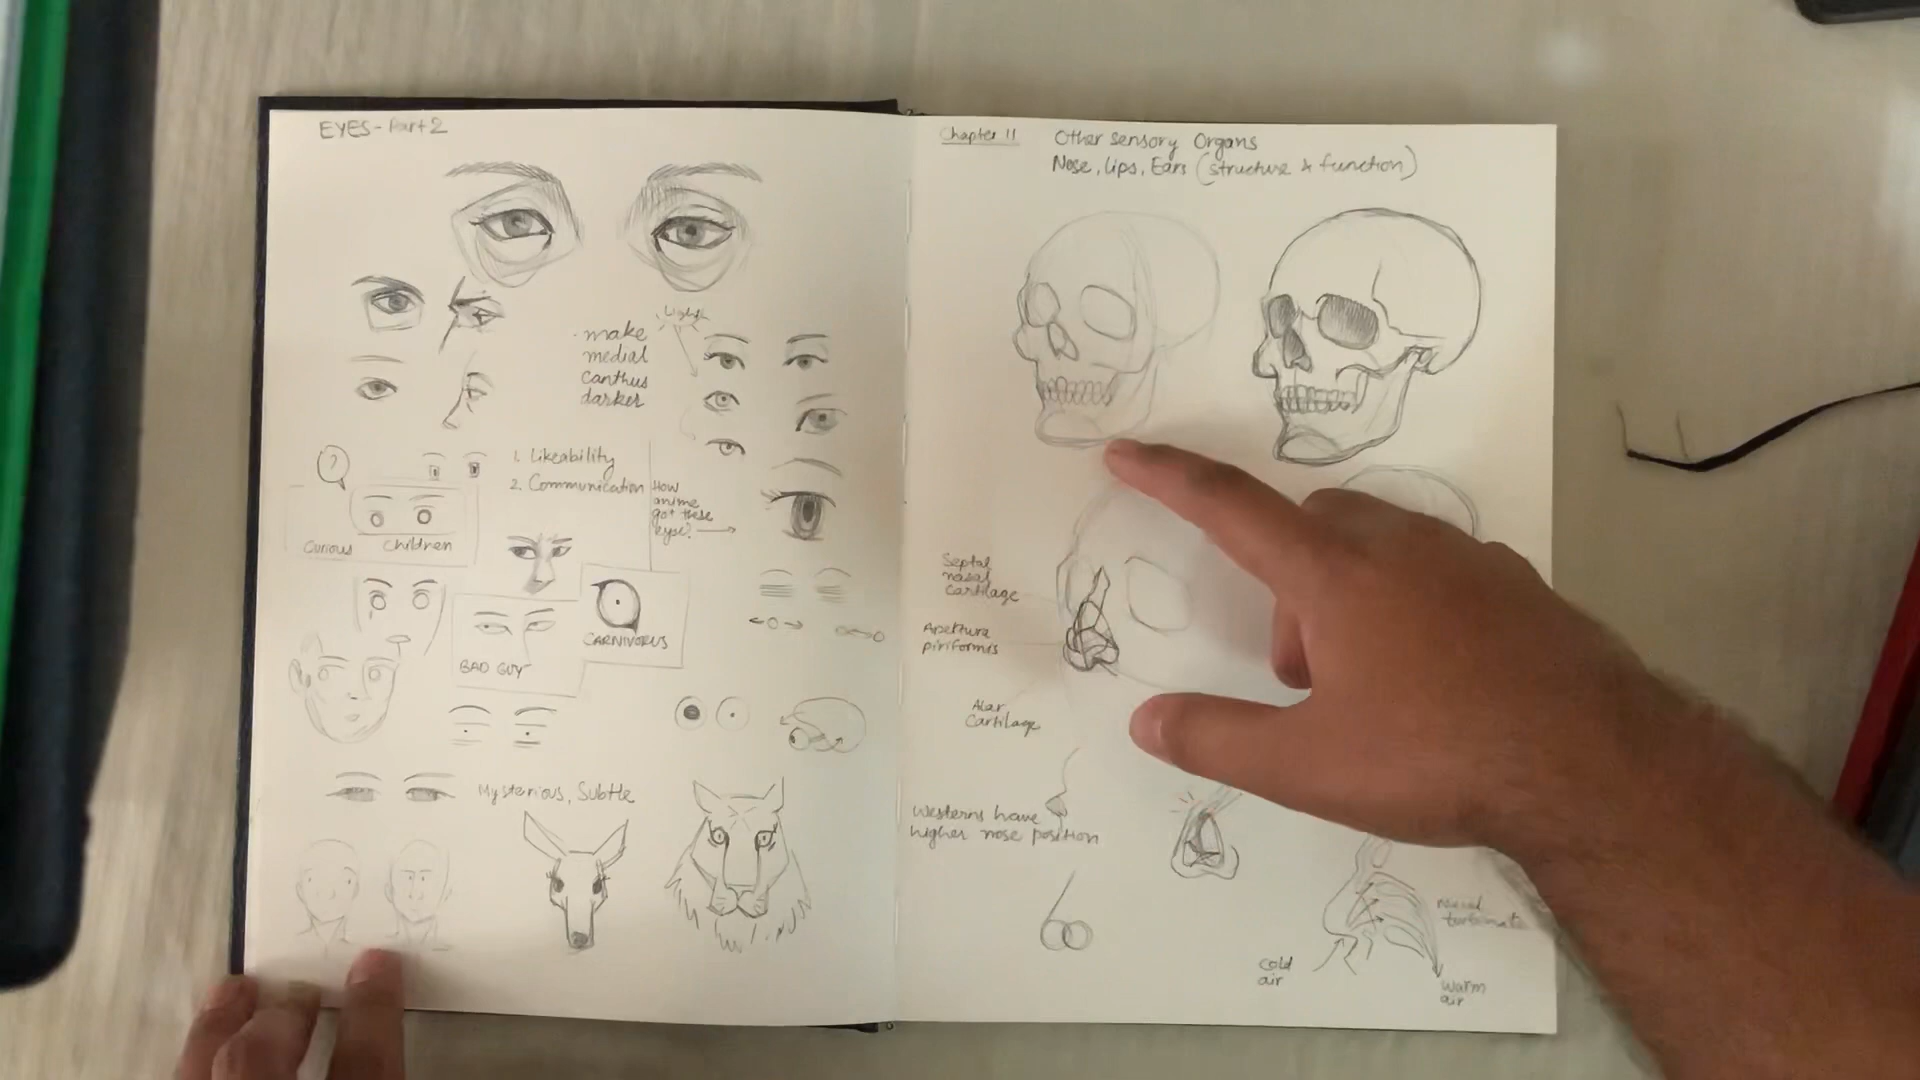 EYES - Part 2
Light
make
medial
canthus
darker
?
1. Likeability
2. Communication
How
anime
got these
eyes?
Curious
Children
BAD GUY
CARNIVORUS
Mysterious, Subtle
Chapter 11
Other Sensory Organs
Nose, Lips, Ears (structure & function)
Septal
nasal
cartilage
Apertura
piriformis
Alar
Cartilage
Westerns have
higher nose position
Nasal
cold
air
warm
air